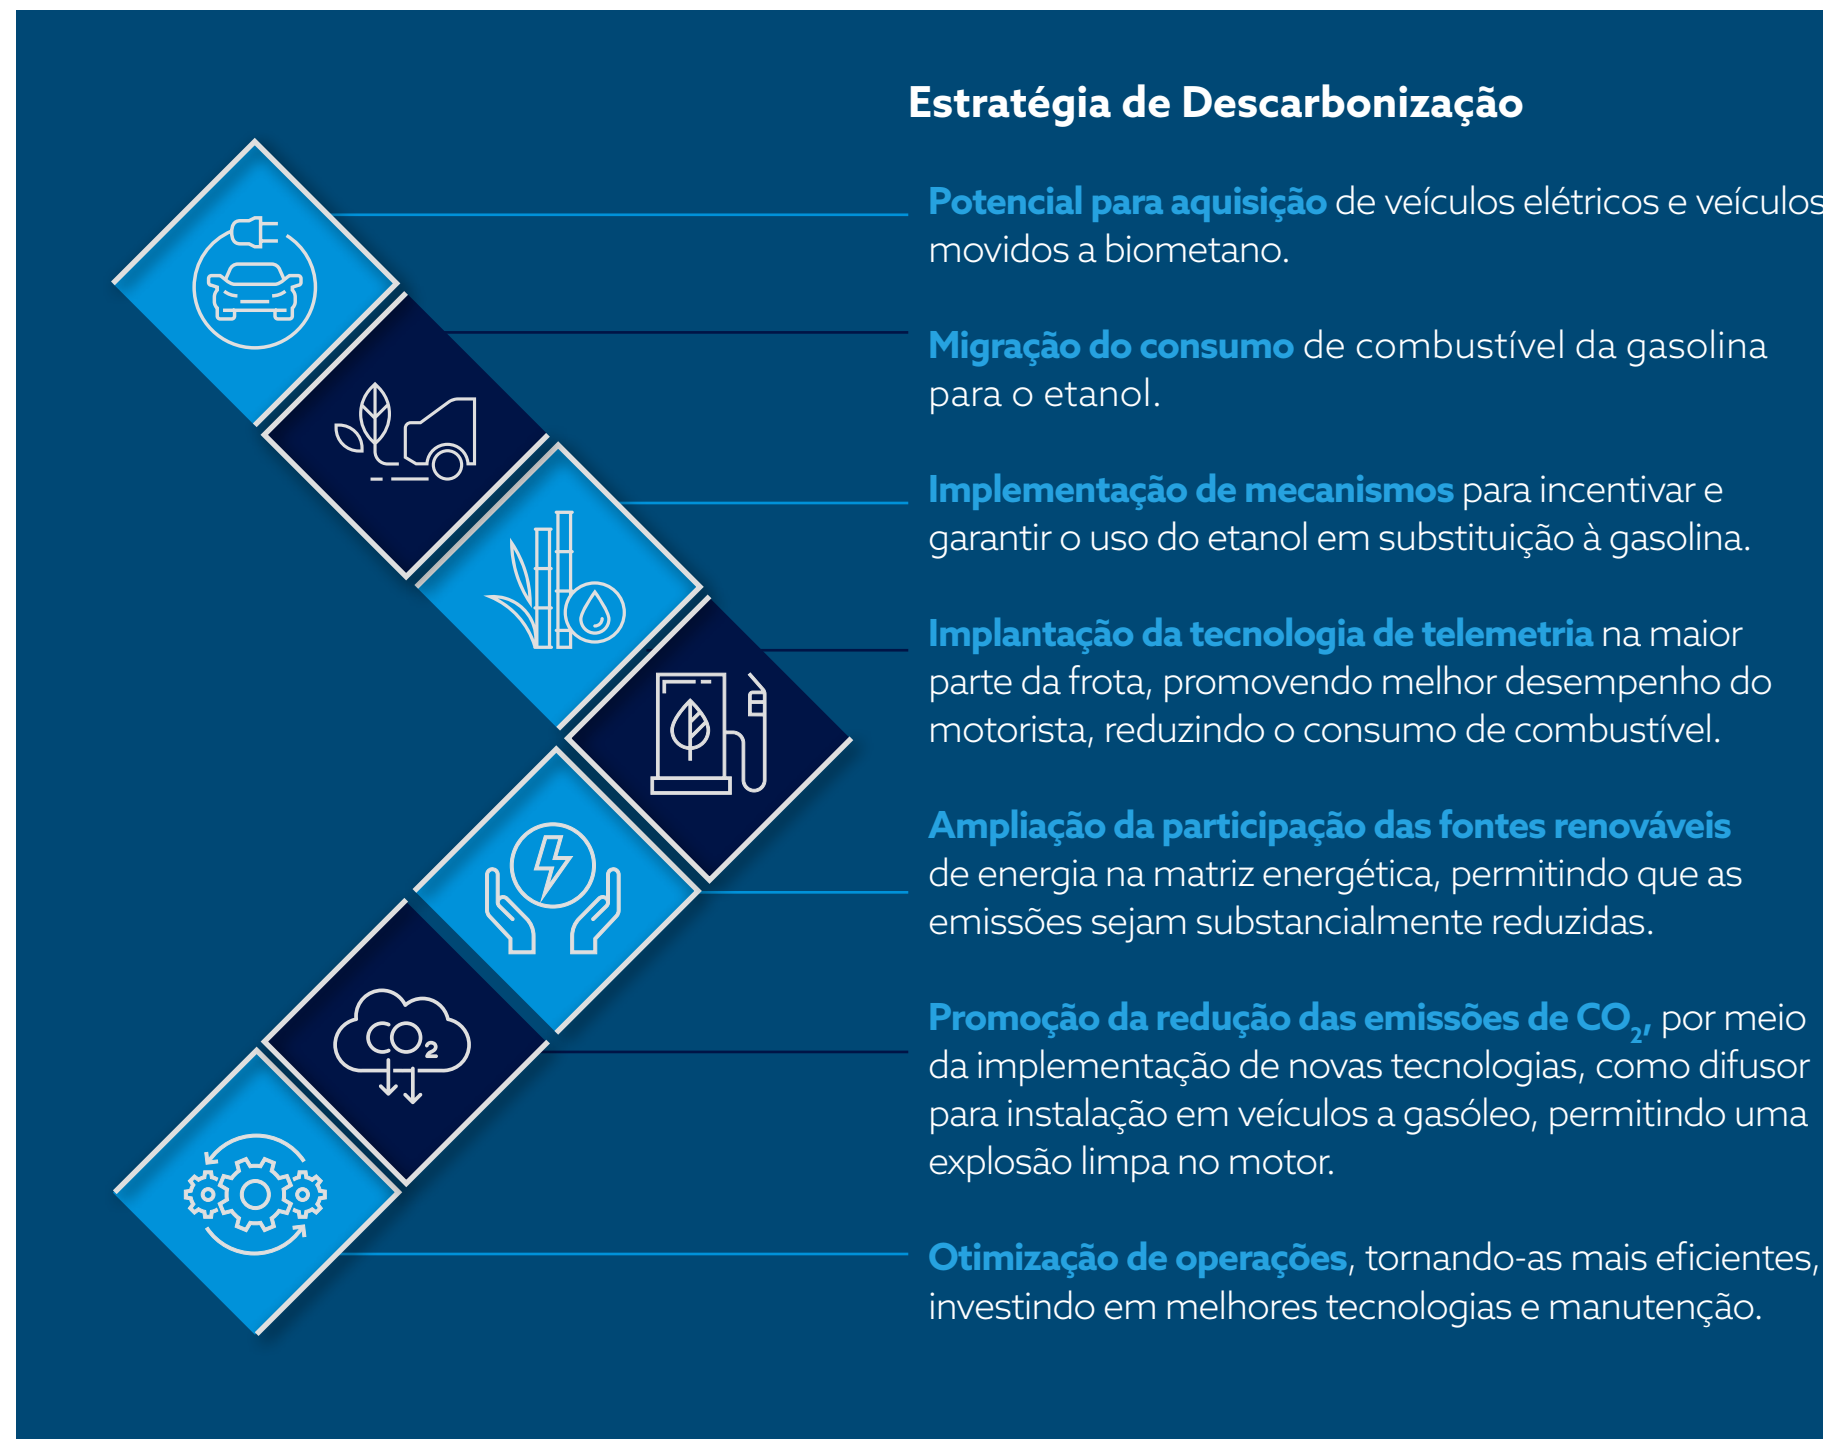 Estratégia de Descarbonização
Potencial para aquisição de veículos elétricos e veículos
movidos a biometano.
Migração do consumo de combustível da gasolina
para o etanol.
Implementação de mecanismos para incentivar e
garantir o uso do etanol em substituição à gasolina.
Implantação da tecnologia de telemetria na maior
parte da frota, promovendo melhor desempenho do
motorista, reduzindo o consumo de combustível.
Ampliação da participação das fontes renováveis
de energia na matriz energética, permitindo que as
emissões sejam substancialmente reduzidas.
CO₂
Promoção da redução das emissões de CO₂, por meio
da implementação de novas tecnologias, como difusor
para instalação em veículos a gasóleo, permitindo uma
explosão limpa no motor.
Otimização de operações, tornando-as mais eficientes,
investindo em melhores tecnologias e manutenção.